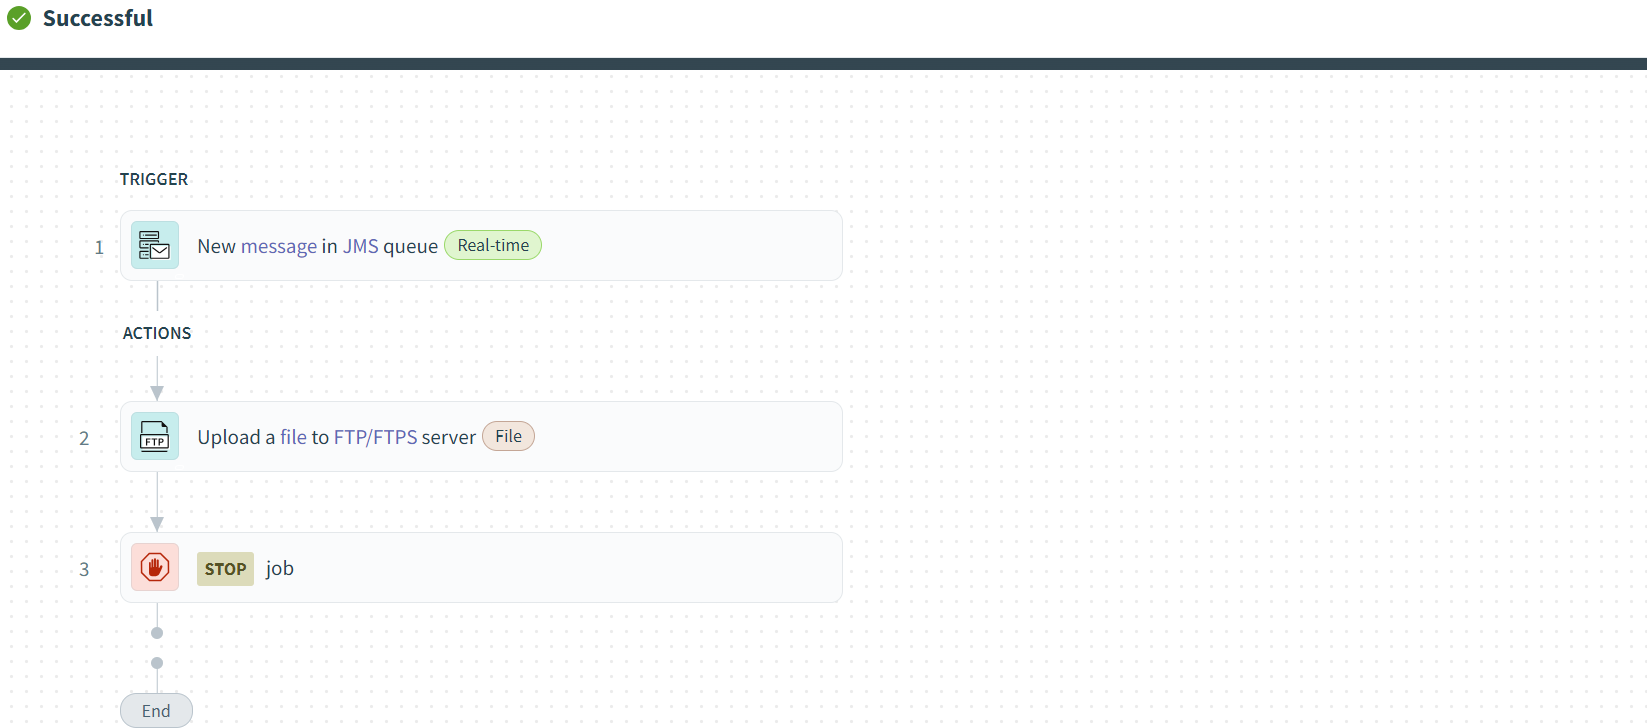 Successful
TRIGGER
1 New message in JMS queue Real-time
ACTIONS
2 FTP Upload a file to FTP/FTPS server File
3 STOP job
End